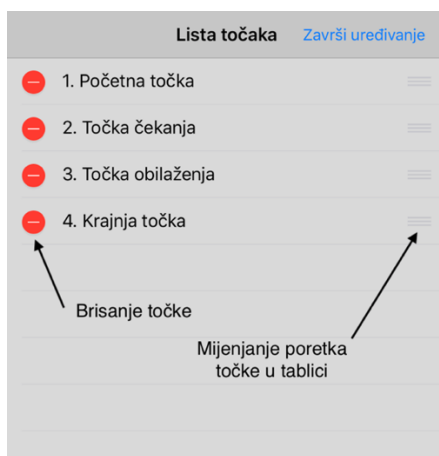 Lista točaka Završi uređivanje
1. Početna točka
2. Točka čekanja
3. Točka obilaženja
4. Krajnja točka
Brisanje točke
Mijenjanje poretka
točke u tablici